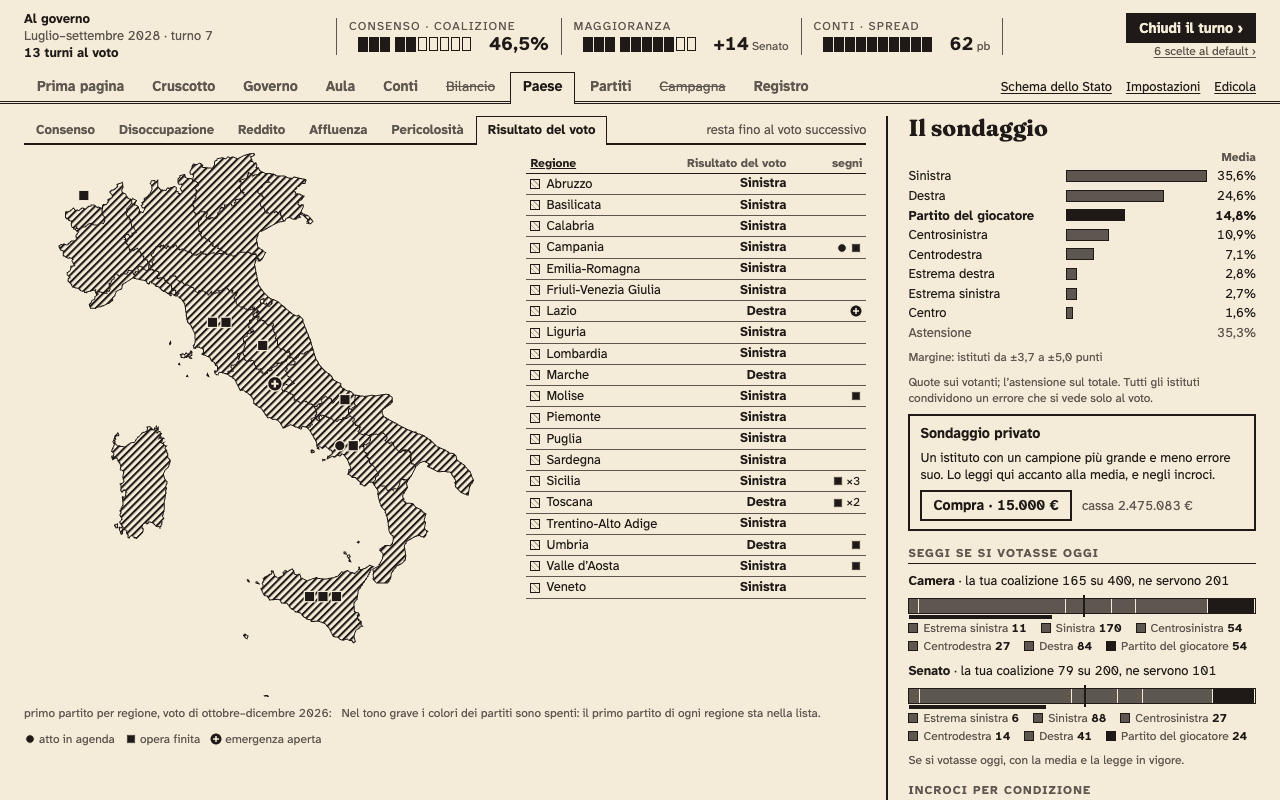 Al governo
Luglio–settembre 2028 · turno 7
13 turni al voto
CONSENSO · COALIZIONE
46,5%
MAGGIORANZA
+14 Senato
CONTI · SPREAD
62 pb
Chiudi il turno ›
6 scelte al default ›
Prima pagina Cruscotto Governo Aula Conti Bilancio Paese Partiti Campagna Registro
Schema dello Stato Impostazioni Edicola
Consenso Disoccupazione Reddito Affluenza Pericolosità Risultato del voto
resta fino al voto successivo
Regione Risultato del voto segni
Abruzzo Sinistra
Basilicata Sinistra
Calabria Sinistra
Campania Sinistra
Emilia-Romagna Sinistra
Friuli-Venezia Giulia Sinistra
Lazio Destra
Liguria Sinistra
Lombardia Sinistra
Marche Destra
Molise Sinistra
Piemonte Sinistra
Puglia Sinistra
Sardegna Sinistra
Sicilia Sinistra ×3
Toscana Destra ×2
Trentino-Alto Adige Sinistra
Umbria Destra
Valle d’Aosta Sinistra
Veneto Sinistra
primo partito per regione, voto di ottobre–dicembre 2026: Nel tono grave i colori dei partiti sono spenti: il primo partito di ogni regione sta nella lista.
atto in agenda opera finita emergenza aperta
Il sondaggio
Media
Sinistra 35,6%
Destra 24,6%
Partito del giocatore 14,8%
Centrosinistra 10,9%
Centrodestra 7,1%
Estrema destra 2,8%
Estrema sinistra 2,7%
Centro 1,6%
Astensione 35,3%
Margine: istituti da ±3,7 a ±5,0 punti
Quote sui votanti; l’astensione sul totale. Tutti gli istituti
condividono un errore che si vede solo al voto.
Sondaggio privato
Un istituto con un campione più grande e meno errore
suo. Lo leggi qui accanto alla media, e negli incroci.
Compra · 15.000 € cassa 2.475.083 €
SEGGI SE SI VOTASSE OGGI
Camera · la tua coalizione 165 su 400, ne servono 201
Estrema sinistra 11 Sinistra 170 Centrosinistra 54
Centrodestra 27 Destra 84 Partito del giocatore 54
Senato · la tua coalizione 79 su 200, ne servono 101
Estrema sinistra 6 Sinistra 88 Centrosinistra 27
Centrodestra 14 Destra 41 Partito del giocatore 24
Se si votasse oggi, con la media e la legge in vigore.
INCROCI PER CONDIZIONE